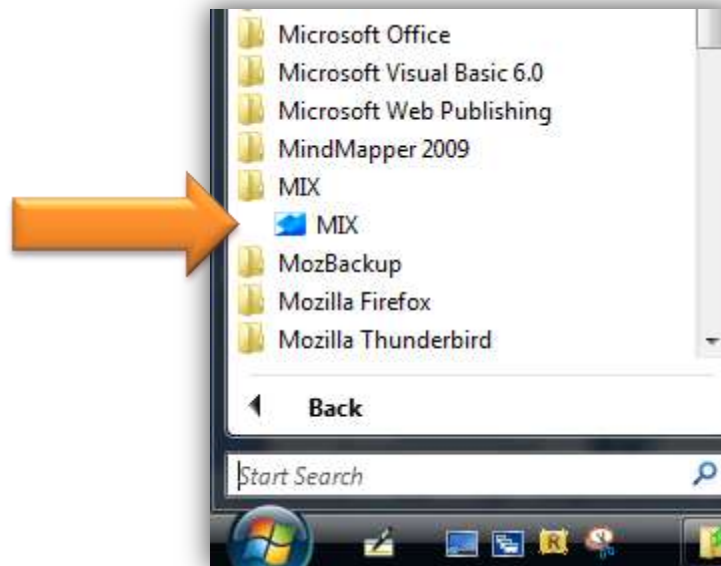 Microsoft Office
Microsoft Visual Basic 6.0
Microsoft Web Publishing
MindMapper 2009
MIX
MIX
MozBackup
Mozilla Firefox
Mozilla Thunderbird
Back
Start Search
R